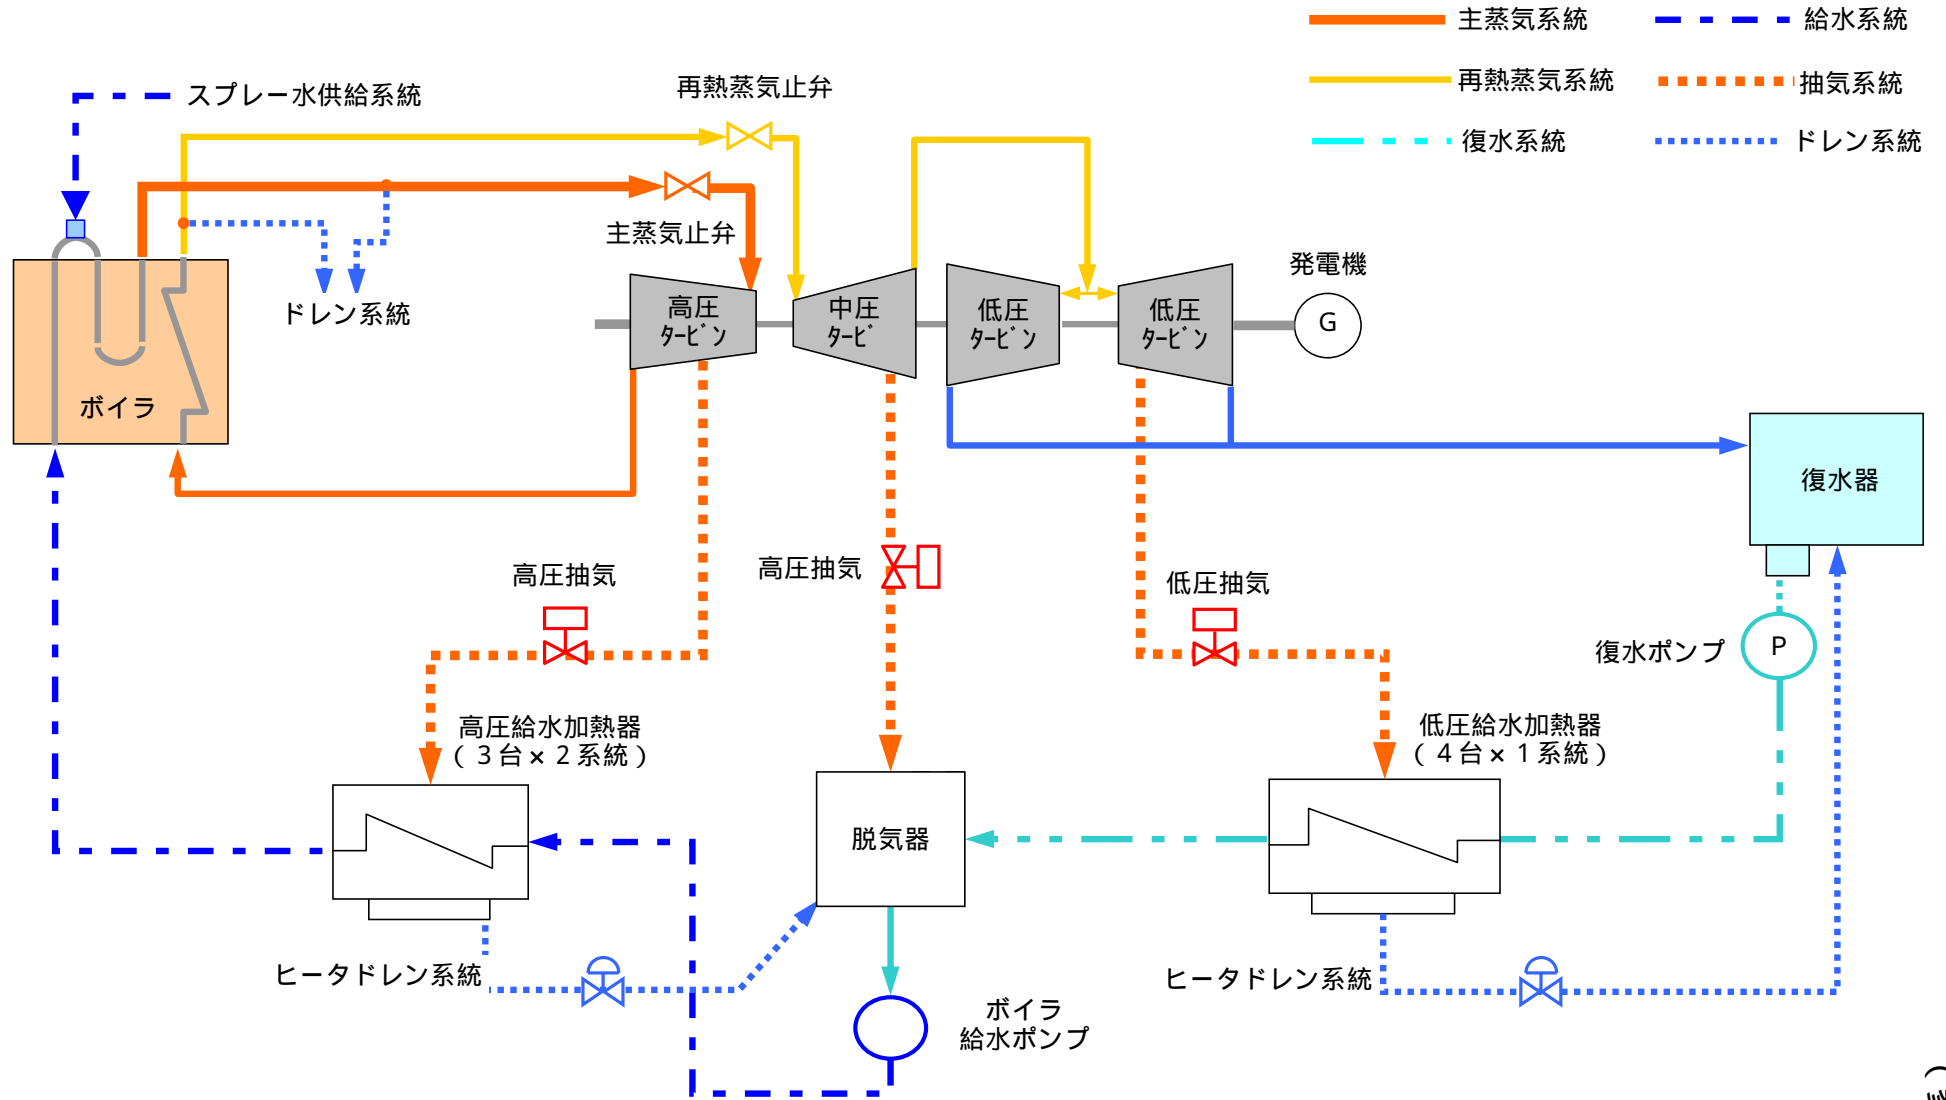 主蒸気系統
給水系統
再熱蒸気系統
抽気系統
復水系統
ドレン系統
スプレー水供給系統
再熱蒸気止弁
主蒸気止弁
ドレン系統
発電機
G
高圧
ﾀｰﾋﾞﾝ
中圧
ﾀｰﾋﾞ
低圧
ﾀｰﾋﾞﾝ
低圧
ﾀｰﾋﾞﾝ
ボイラ
復水器
高圧抽気
高圧抽気
低圧抽気
復水ポンプ
P
高圧給水加熱器
（３台×２系統）
低圧給水加熱器
（４台×１系統）
脱気器
ヒータドレン系統
ヒータドレン系統
ボイラ
給水ポンプ